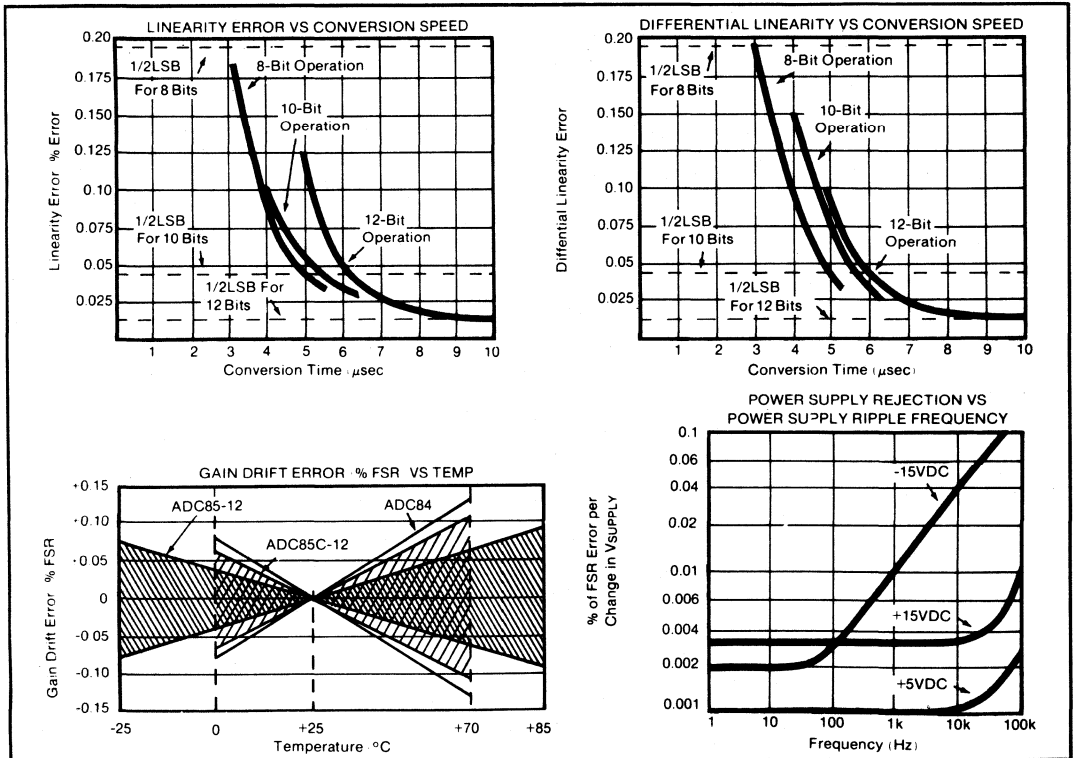 LINEARITY ERROR VS CONVERSION SPEED
0.20
0.175
0.150
0.125
0.10
0.075
0.05
0.025
Linearity Error % Error
1/2LSB
For 8 Bits
8-Bit Operation
10-Bit
Operation
12-Bit
Operation
1/2LSB
For 10 Bits
1/2LSB For
12 Bits
1 2 3 4 5 6 7 8 9 10
Conversion Time (μsec
DIFFERENTIAL LINEARITY VS CONVERSION SPEED
0.20
0.175
0.150
0.125
0.10
0.075
0.05
0.025
Diffential Linearity Error
1/2LSB
For 8 Bits
8-Bit Operation
10-Bit
Operation
12-Bit
Operation
1/2LSB
For 10 Bits
1/2LSB
For 12 Bits
1 2 3 4 5 6 7 8 9 10
Conversion Time (μsec)
GAIN DRIFT ERROR % FSR VS TEMP
+0.15
+0.10
+0.05
0
-0.05
-0.10
-0.15
Gain Drift Error % FSR
ADC85-12
ADC85C-12
ADC84
-25 0 +25 +70 +85
Temperature °C
POWER SUPPLY REJECTION VS
POWER SUPPLY RIPPLE FREQUENCY
0.1
0.06
0.04
0.02
0.01
0.006
0.004
0.002
0.001
% of FSR Error per
Change in VSUPPLY
-15VDC
+15VDC
+5VDC
1 10 100 1k 10k 100k
Frequency (Hz)